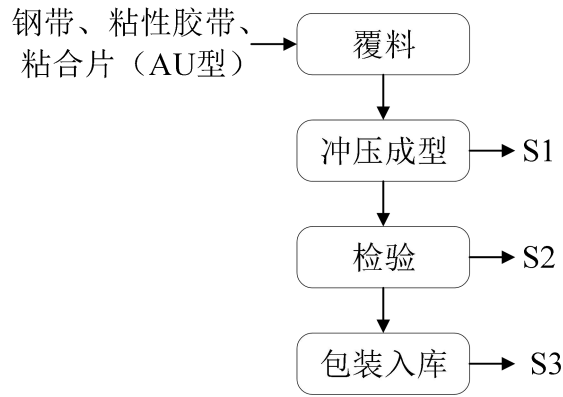 钢带、粘性胶带、
粘合片（AU型）
覆料
冲压成型
S1
检验
S2
包装入库
S3